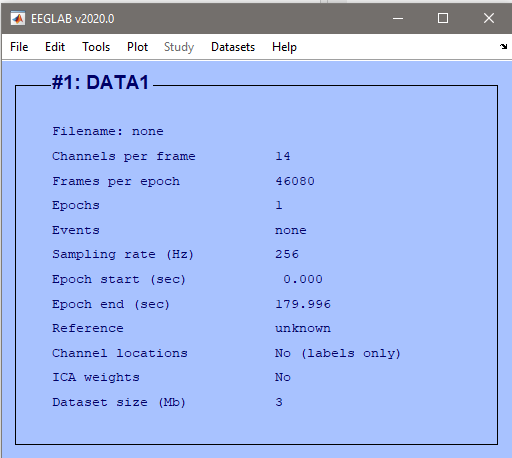 EEGLAB v2020.0
File Edit Tools Plot Study Datasets Help
#1: DATA1
Filename: none
Channels per frame 14
Frames per epoch 46080
Epochs 1
Events none
Sampling rate (Hz) 256
Epoch start (sec) 0.000
Epoch end (sec) 179.996
Reference unknown
Channel locations No (labels only)
ICA weights No
Dataset size (Mb) 3